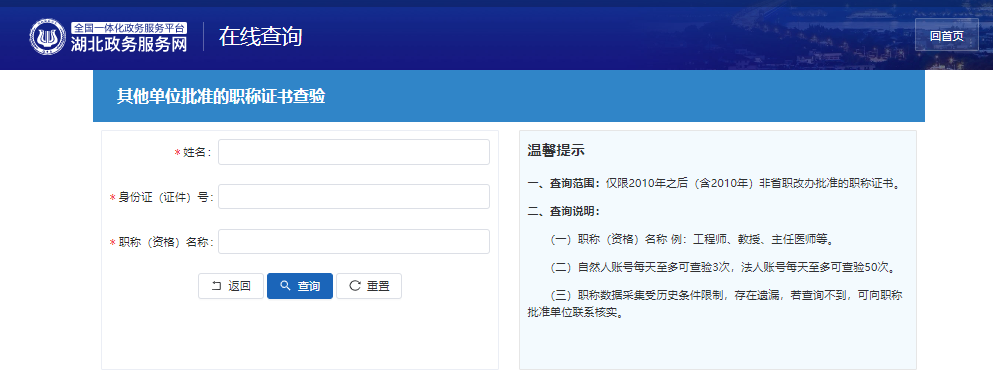 全国一体化政务服务平台
湖北政务服务网
在线查询
回首页
其他单位批准的职称证书查验
* 姓名：
* 身份证（证件）号：
* 职称（资格）名称：
返回
查询
重置
温馨提示
一、查询范围：仅限2010年之后（含2010年）非省职改办批准的职称证书。
二、查询说明：
（一）职称（资格）名称 例：工程师、教授、主任医师等。
（二）自然人账号每天至多可查验3次，法人账号每天至多可查验50次。
（三）职称数据采集受历史条件限制，存在遗漏，若查询不到，可向职称
批准单位联系核实。